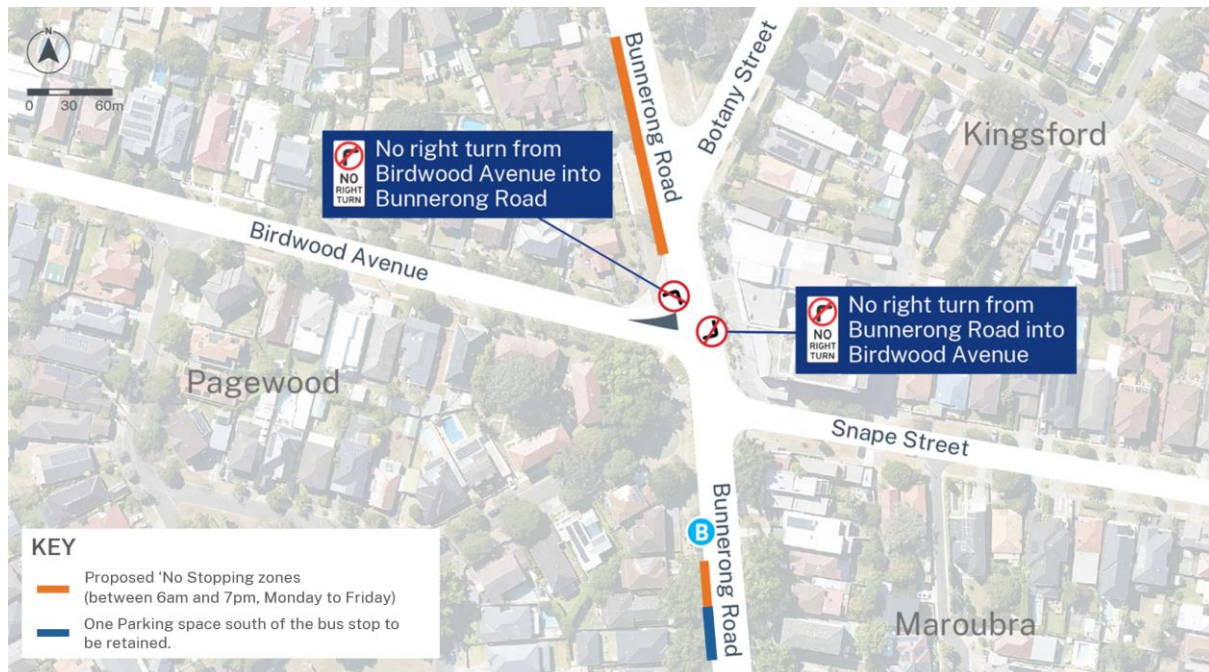 N
0 30 60m
Bunnerong Road
Botany Street
Kingsford
NO
RIGHT
TURN
No right turn from
Birdwood Avenue into
Bunnerong Road
Birdwood Avenue
NO
RIGHT
TURN
No right turn from
Bunnerong Road into
Birdwood Avenue
Pagewood
Snape Street
B
Bunnerong Road
Maroubra
KEY
Proposed ‘No Stopping zones
(between 6am and 7pm, Monday to Friday)
One Parking space south of the bus stop to
be retained.